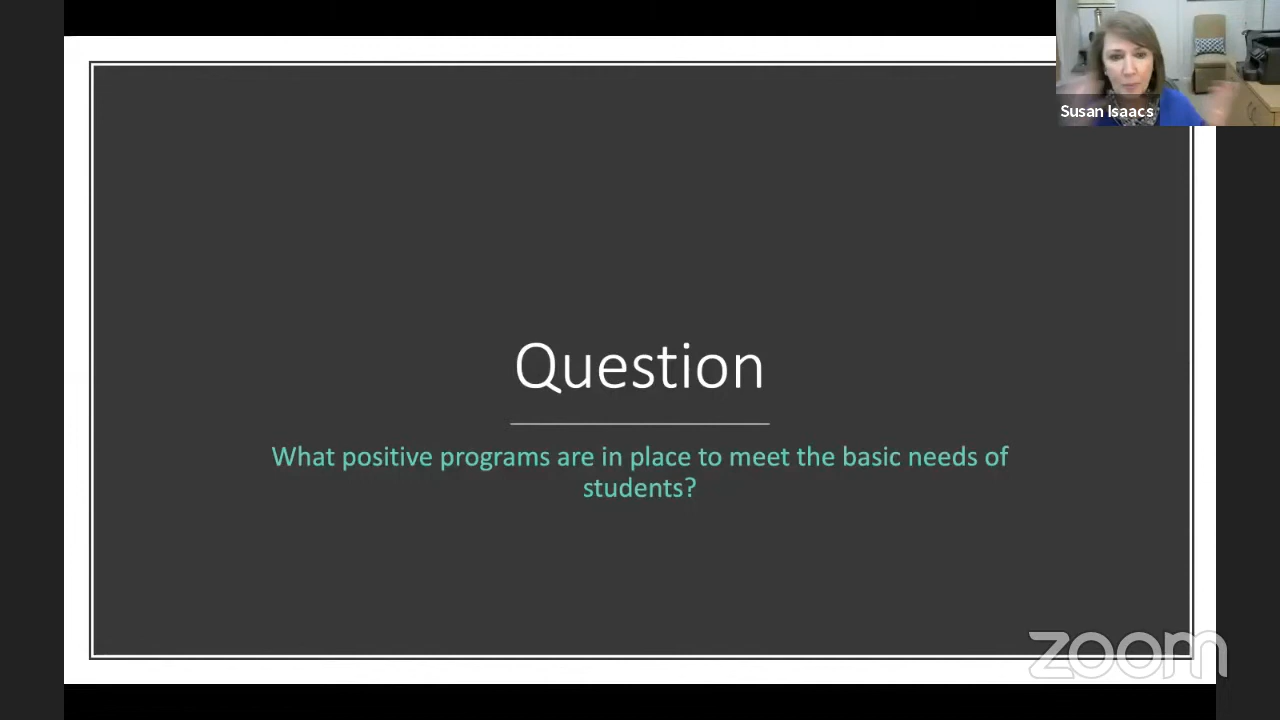 Susan Isaacs
Question
What positive programs are in place to meet the basic needs of
students?
zoom